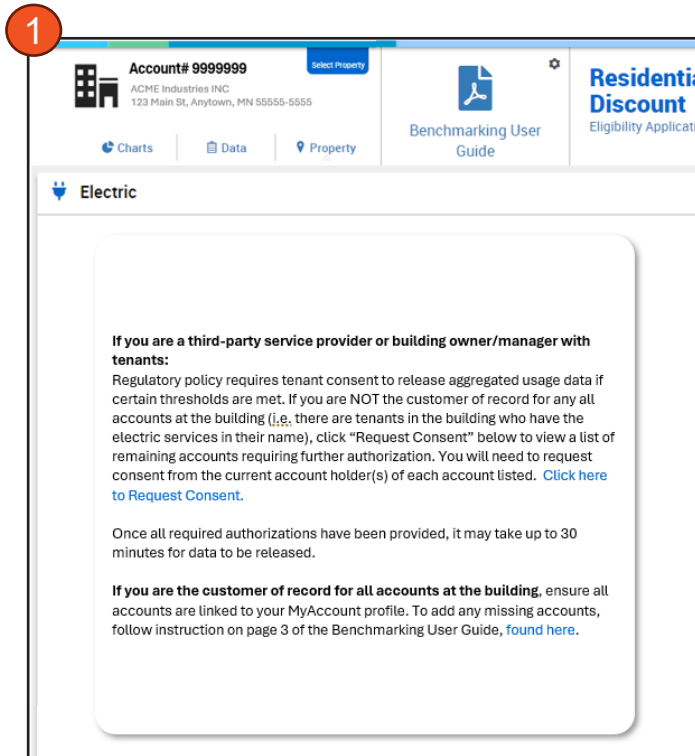 1
Account# 9999999
Select Property
ACME Industries INC
123 Main St, Anytown, MN 55555-5555
Charts
Data
Property
Benchmarking User
Guide
Discount
Eligibility
Electric
If you are a third-party service provider or building owner/manager with
tenants:
Regulatory policy requires tenant consent to release aggregated usage data if
certain thresholds are met. If you are NOT the customer of record for any all
accounts at the building (i.e. there are tenants in the building who have the
electric services in their name), click “Request Consent” below to view a list of
remaining accounts requiring further authorization. You will need to request
consent from the current account holder(s) of each account listed. Click here
to Request Consent.
Once all required authorizations have been provided, it may take up to 30
minutes for data to be released.
If you are the customer of record for all accounts at the building, ensure all
accounts are linked to your MyAccount profile. To add any missing accounts,
follow instruction on page 3 of the Benchmarking User Guide, found here.